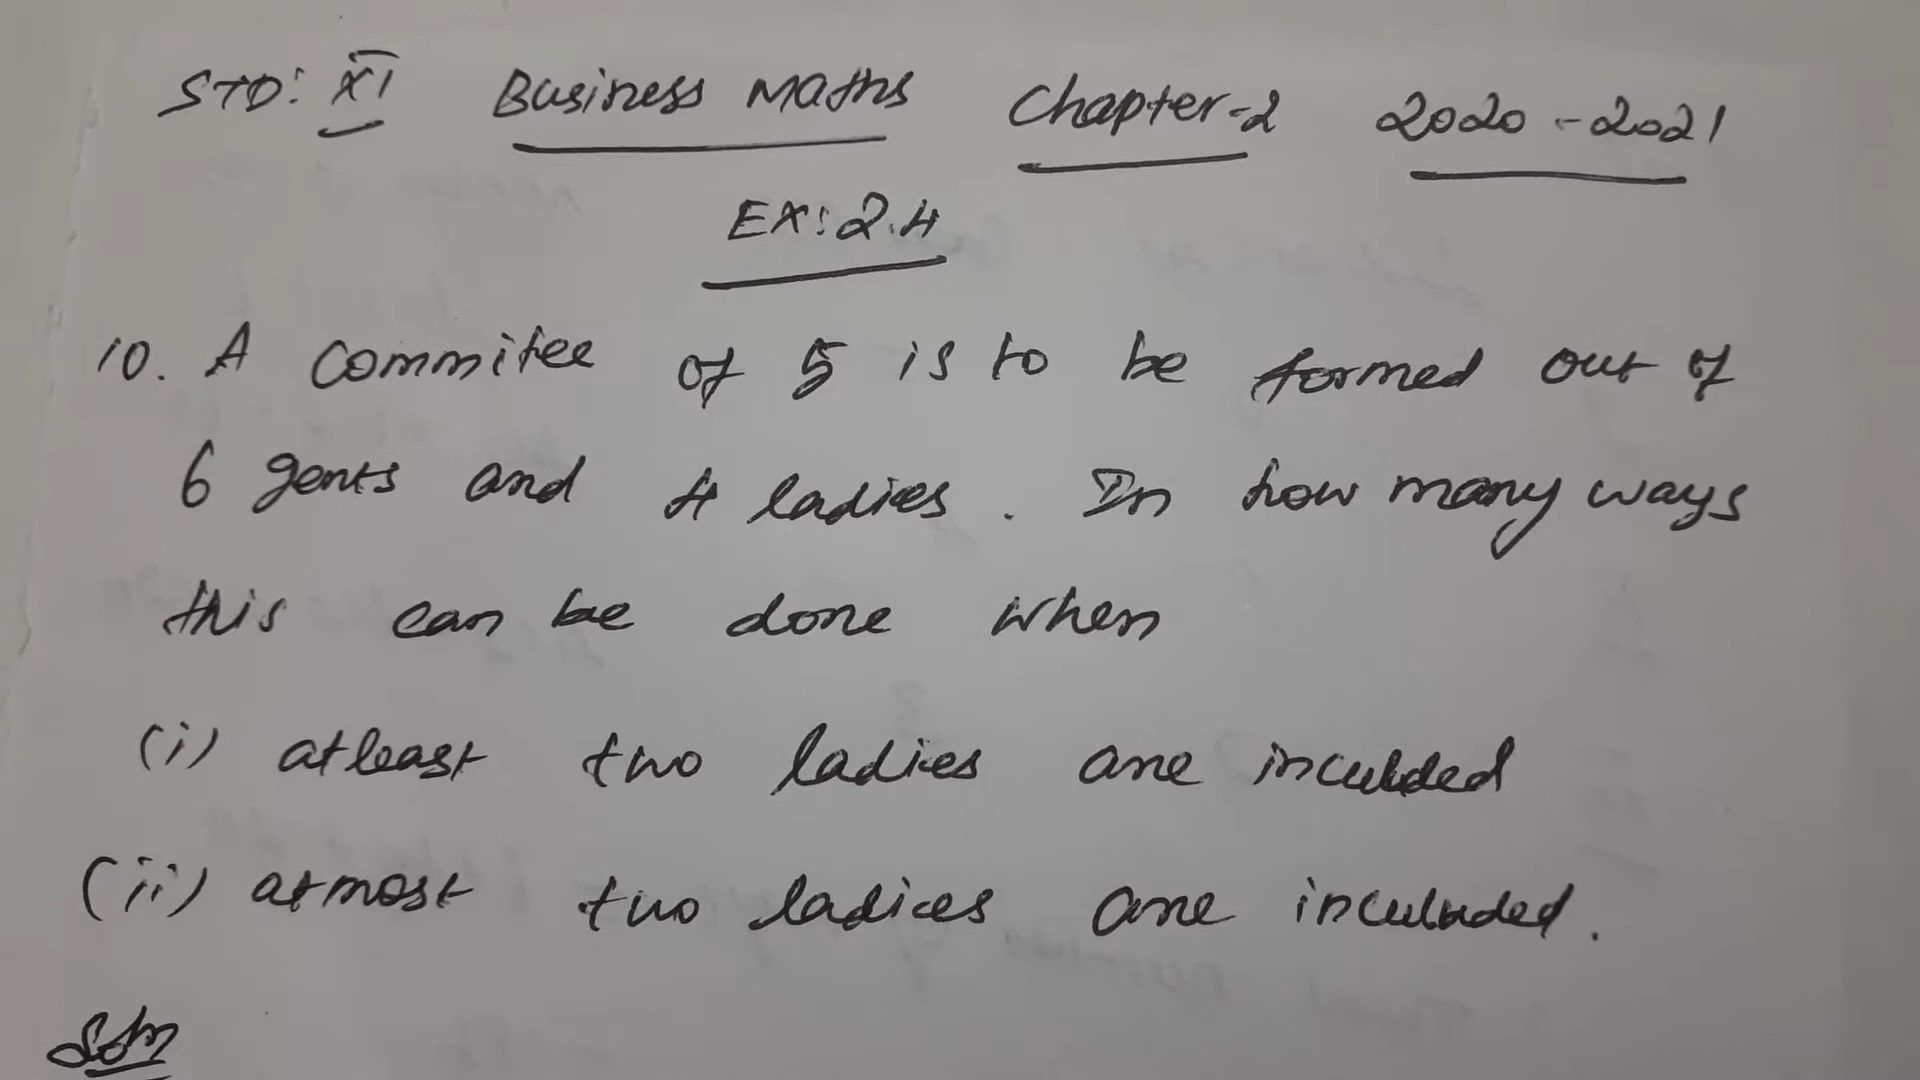 STD: XI Business Maths Chapter-2 2020-2021
EX: 2.4
10. A commitee of 5 is to be formed out of
6 gents and 4 ladies. In how many ways
this can be done when
(i) atleast two ladies are inculded
(ii) atmost two ladies are inculuded.
Soln